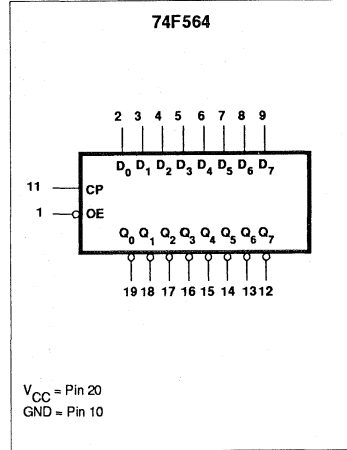 74F564
2 3 4 5 6 7 8 9
D0 D1 D2 D3 D4 D5 D6 D7
11 CP
1 OE
Q0 Q1 Q2 Q3 Q4 Q5 Q6 Q7
19 18 17 16 15 14 13 12
VCC = Pin 20
GND = Pin 10